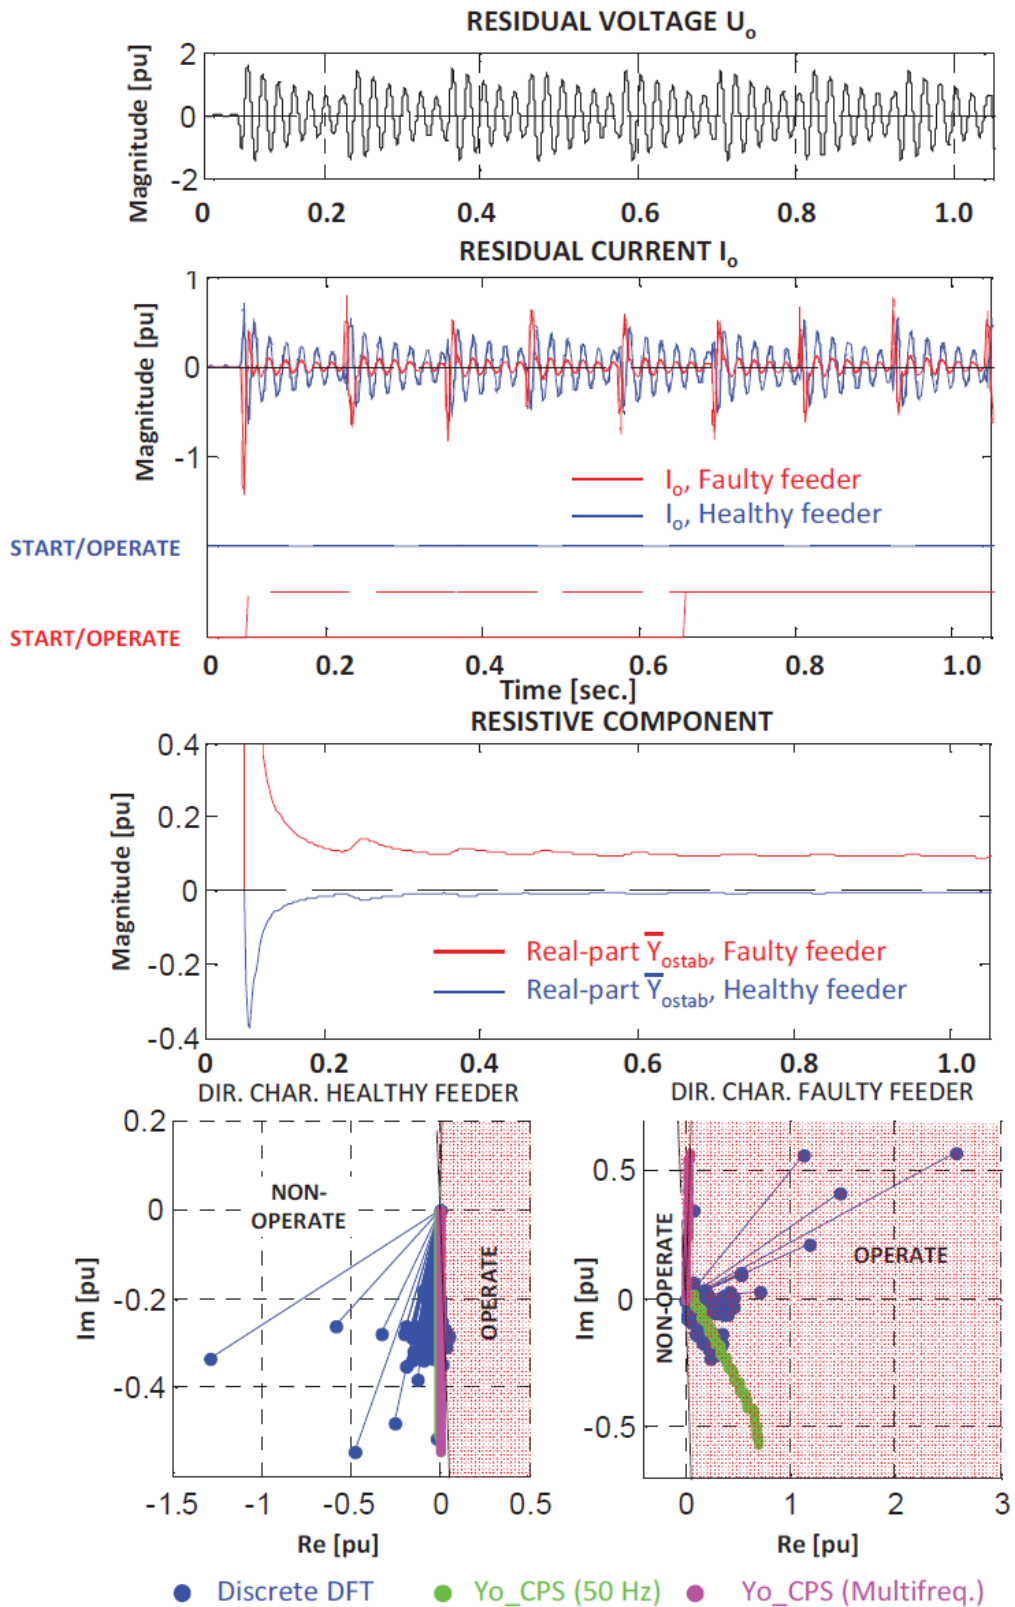 RESIDUAL VOLTAGE Uo
Magnitude [pu]
2
0
-2
0 0.2 0.4 0.6 0.8 1.0
RESIDUAL CURRENT Io
Magnitude [pu]
1
0
-1
Io, Faulty feeder
Io, Healthy feeder
START/OPERATE
START/OPERATE
0 0.2 0.4 0.6 0.8 1.0
Time [sec.]
RESISTIVE COMPONENT
Magnitude [pu]
0.4
0.2
0
-0.2
-0.4
Real-part Y̅ostab, Faulty feeder
Real-part Y̅ostab, Healthy feeder
0 0.2 0.4 0.6 0.8 1.0
DIR. CHAR. HEALTHY FEEDER
Im [pu]
0.2
0
-0.2
-0.4
NON-
OPERATE
OPERATE
-1.5 -1 -0.5 0 0.5
Re [pu]
DIR. CHAR. FAULTY FEEDER
Im [pu]
0.5
0
-0.5
NON-OPERATE
OPERATE
0 1 2 3
Re [pu]
Discrete DFT Yo_CPS (50 Hz) Yo_CPS (Multifreq.)